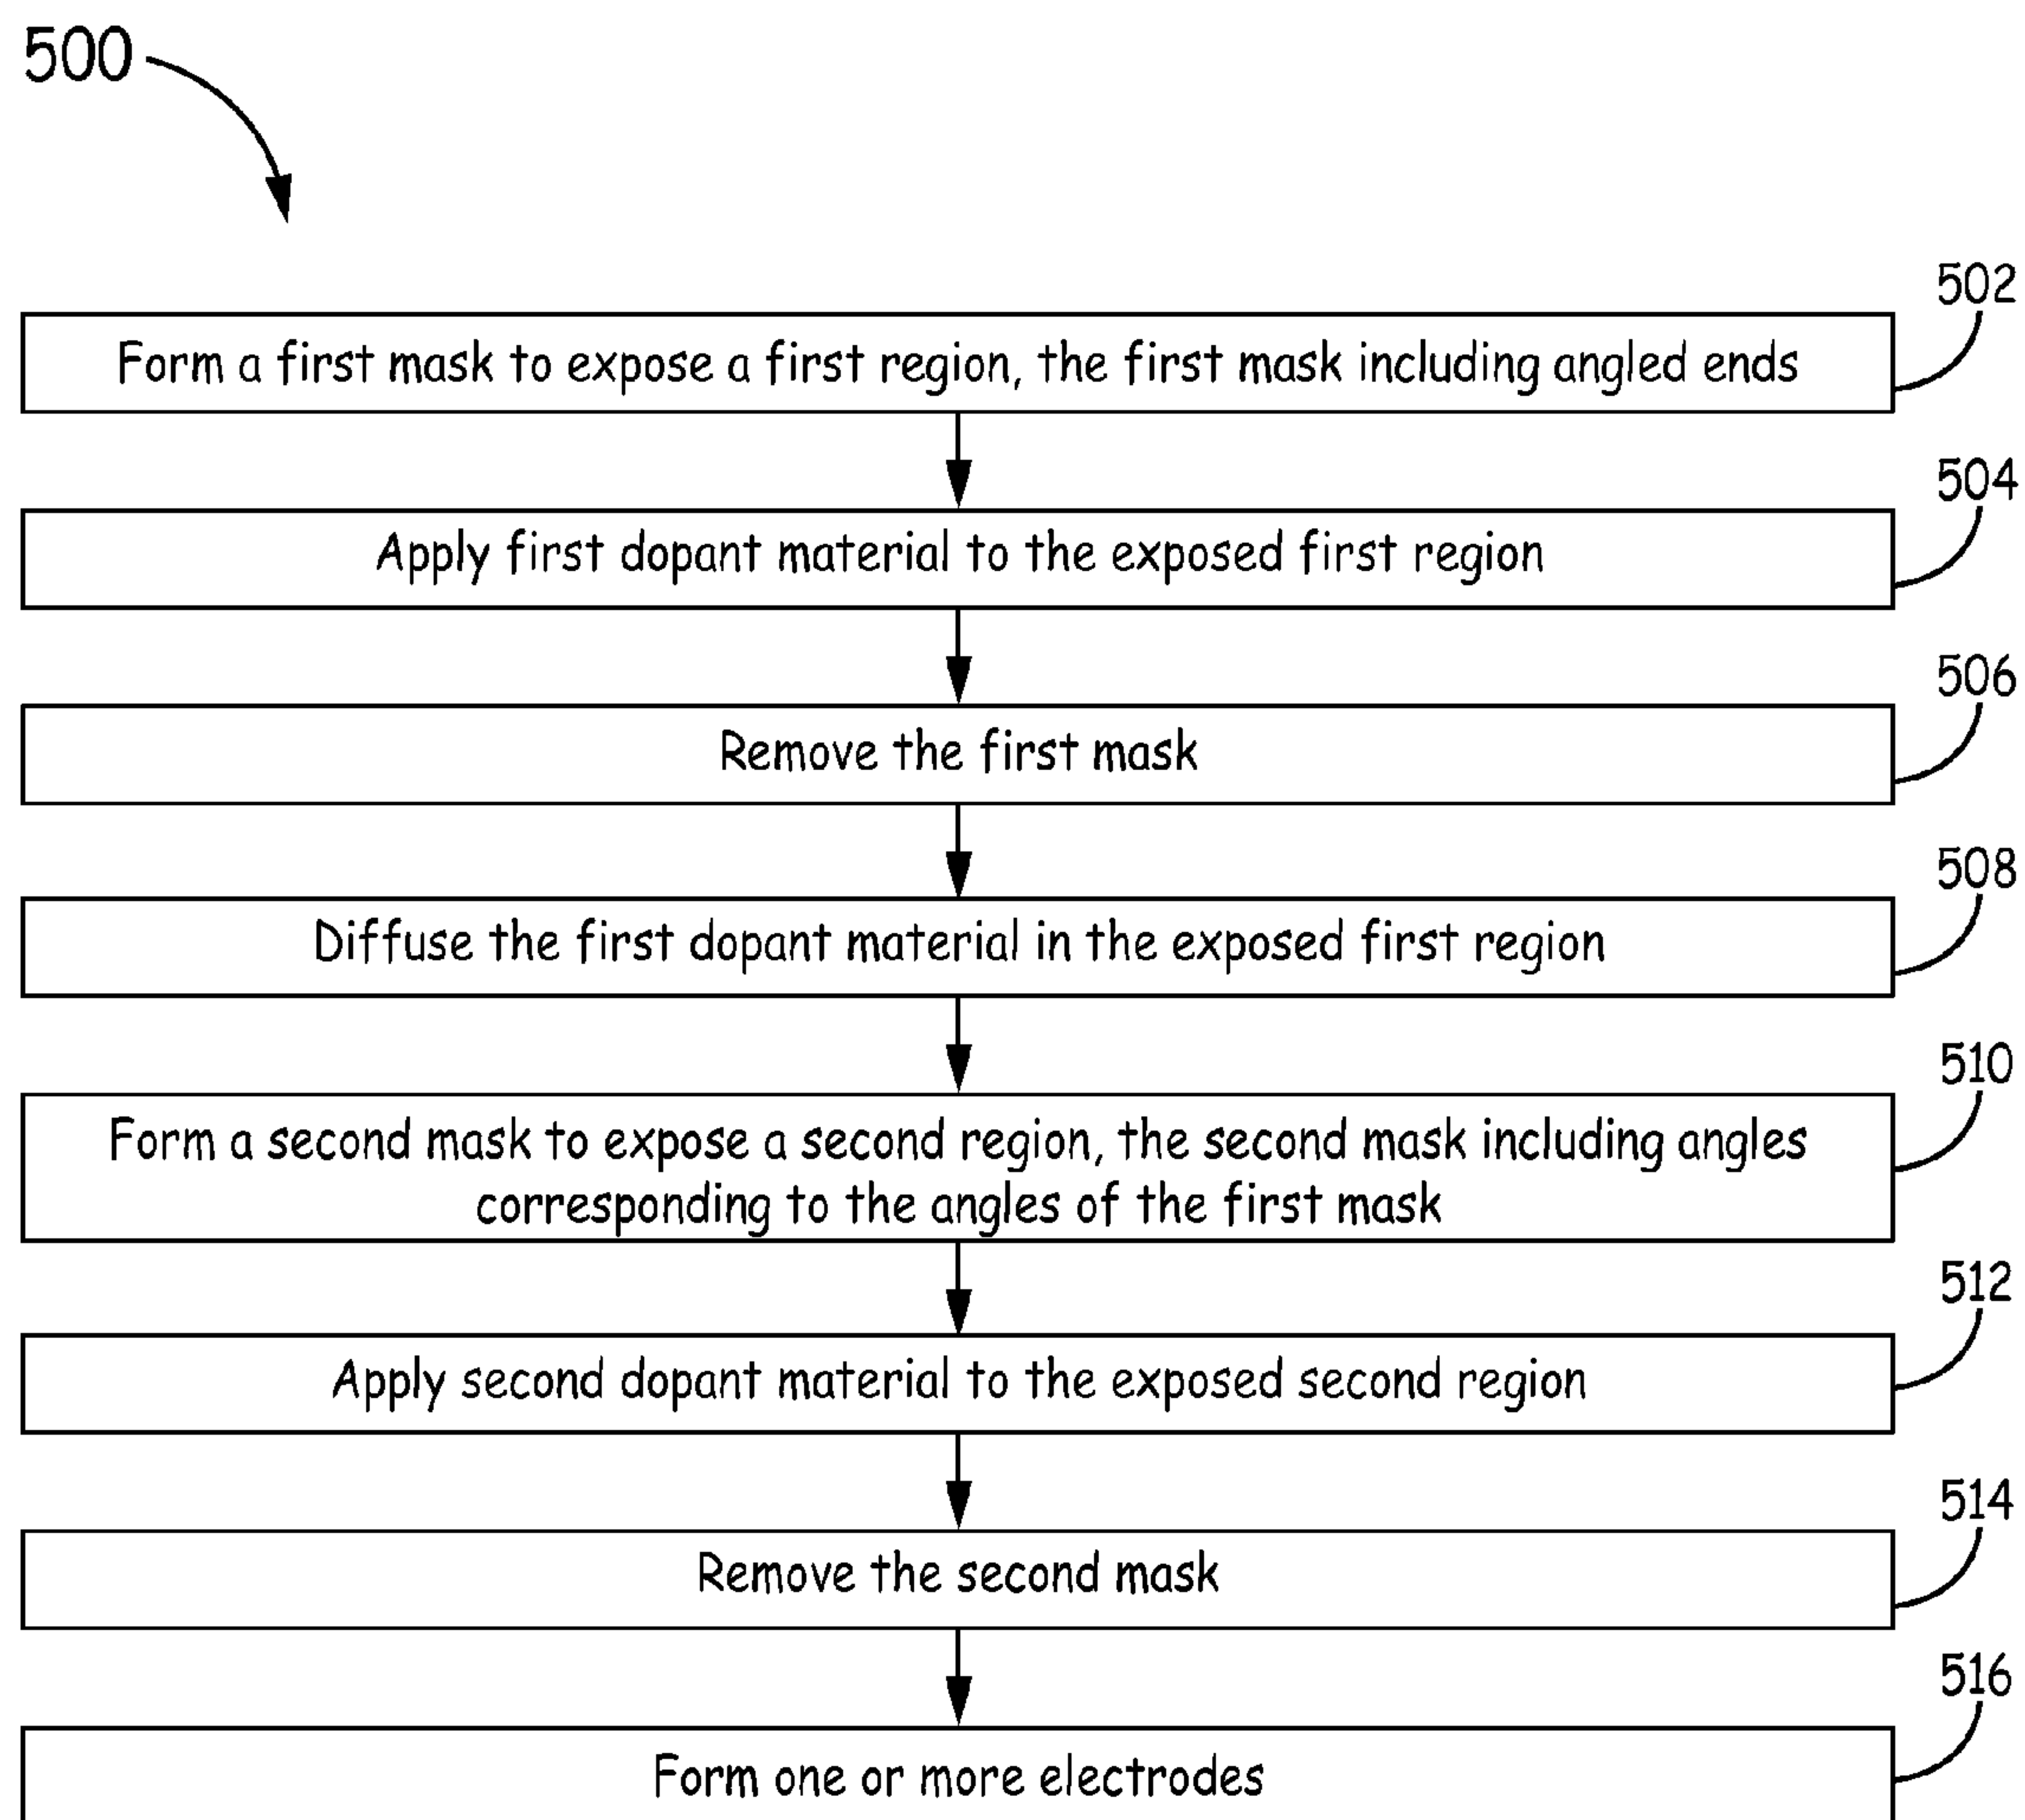 500
502
Form a first mask to expose a first region, the first mask including angled ends
504
Apply first dopant material to the exposed first region
506
Remove the first mask
508
Diffuse the first dopant material in the exposed first region
510
Form a second mask to expose a second region, the second mask including angles
corresponding to the angles of the first mask
512
Apply second dopant material to the exposed second region
514
Remove the second mask
516
Form one or more electrodes